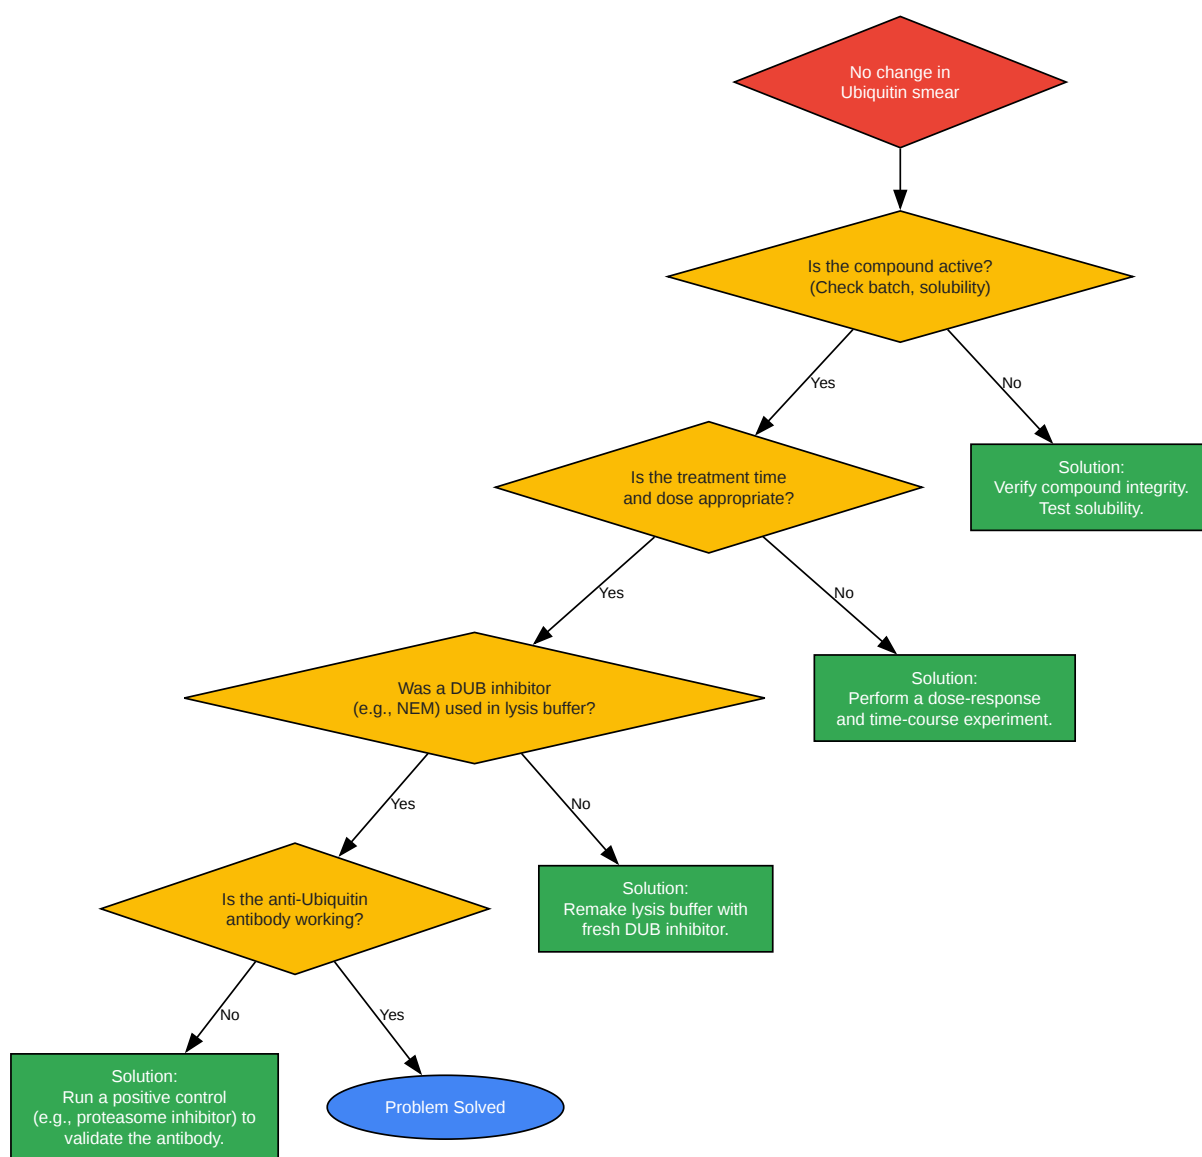 No change in
Ubiquitin smear
Is the compound active?
(Check batch, solubility)
Yes
No
Is the treatment time
and dose appropriate?
Solution:
Verify compound integrity.
Test solubility.
Yes
No
Was a DUB inhibitor
(e.g., NEM) used in lysis buffer?
Solution:
Perform a dose-response
and time-course experiment.
Yes
No
Is the anti-Ubiquitin
antibody working?
Solution:
Remake lysis buffer with
fresh DUB inhibitor.
No
Yes
Solution:
Run a positive control
(e.g., proteasome inhibitor) to
validate the antibody.
Problem Solved